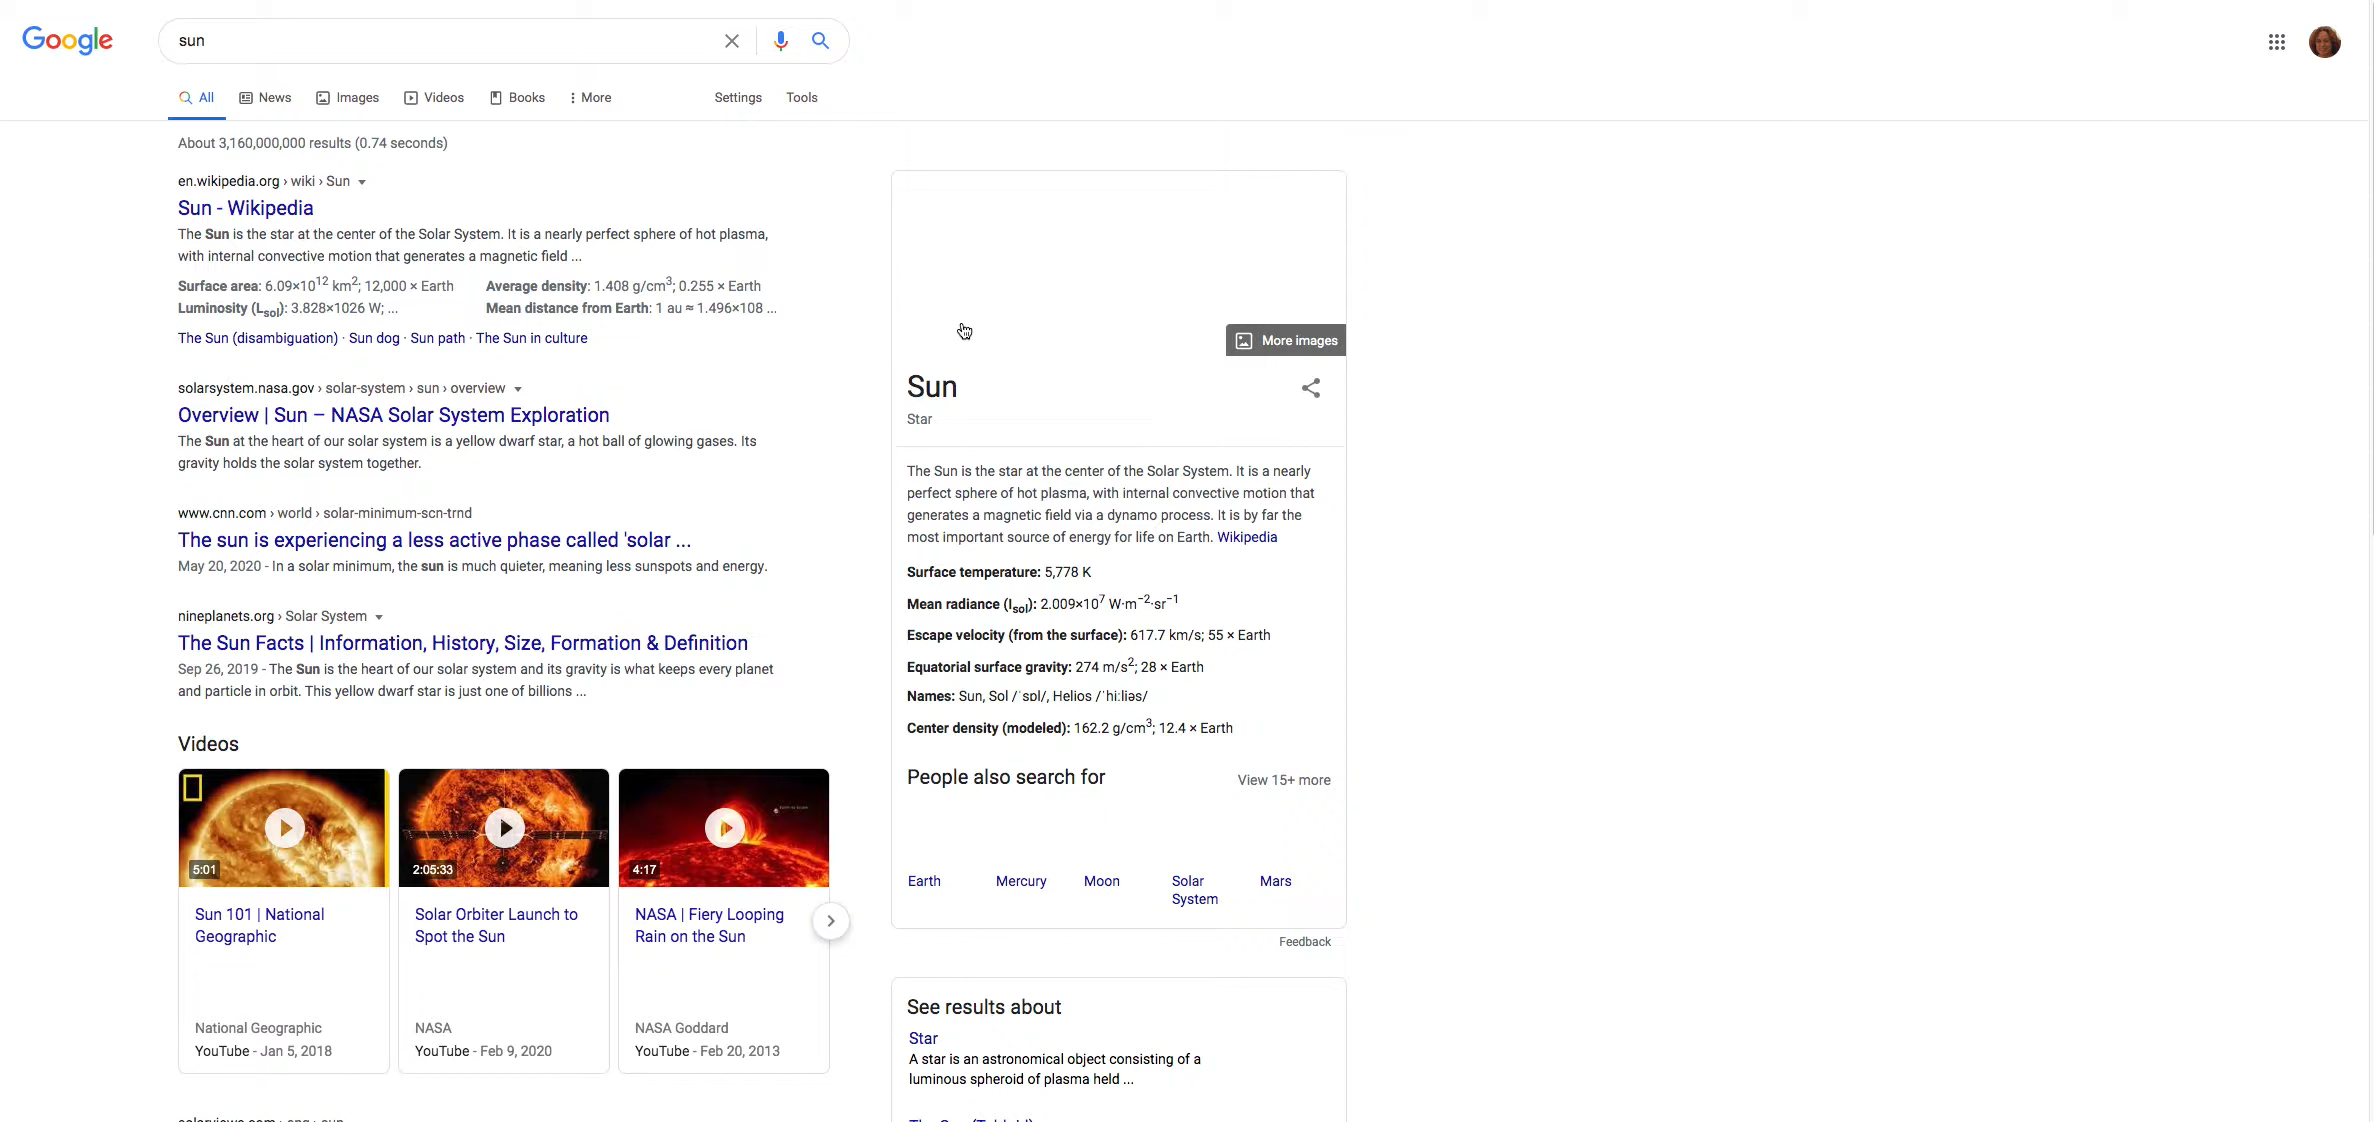 Google
sun
All
News
Images
Videos
Books
More
Settings
Tools
About 3,160,000,000 results (0.74 seconds)
en.wikipedia.org › wiki › Sun
Sun - Wikipedia
The Sun is the star at the center of the Solar System. It is a nearly perfect sphere of hot plasma,
with internal convective motion that generates a magnetic field ...
Surface area: 6.09×10¹² km²; 12,000 × Earth
Average density: 1.408 g/cm³; 0.255 × Earth
Luminosity (Lsol): 3.828×1026 W; ...
Mean distance from Earth: 1 au ≈ 1.496×108 ...
The Sun (disambiguation) · Sun dog · Sun path · The Sun in culture
solarsystem.nasa.gov › solar-system › sun › overview
Overview | Sun – NASA Solar System Exploration
The Sun at the heart of our solar system is a yellow dwarf star, a hot ball of glowing gases. Its
gravity holds the solar system together.
www.cnn.com › world › solar-minimum-scn-trnd
The sun is experiencing a less active phase called 'solar ...
May 20, 2020 - In a solar minimum, the sun is much quieter, meaning less sunspots and energy.
nineplanets.org › Solar System
The Sun Facts | Information, History, Size, Formation & Definition
Sep 26, 2019 - The Sun is the heart of our solar system and its gravity is what keeps every planet
and particle in orbit. This yellow dwarf star is just one of billions ...
Videos
5:01
2:05:33
4:17
Sun 101 | National
Geographic
National Geographic
YouTube - Jan 5, 2018
Solar Orbiter Launch to
Spot the Sun
NASA
YouTube - Feb 9, 2020
NASA | Fiery Looping
Rain on the Sun
NASA Goddard
YouTube - Feb 20, 2013
More images
Sun
Star
The Sun is the star at the center of the Solar System. It is a nearly
perfect sphere of hot plasma, with internal convective motion that
generates a magnetic field via a dynamo process. It is by far the
most important source of energy for life on Earth. Wikipedia
Surface temperature: 5,778 K
Mean radiance (Isol): 2.009×10⁷ W·m⁻²·sr⁻¹
Escape velocity (from the surface): 617.7 km/s; 55 × Earth
Equatorial surface gravity: 274 m/s²; 28 × Earth
Names: Sun, Sol /ˈsɒl/, Helios /ˈhiːliəs/
Center density (modeled): 162.2 g/cm³; 12.4 × Earth
People also search for
View 15+ more
Earth
Mercury
Moon
Solar
System
Mars
Feedback
See results about
Star
A star is an astronomical object consisting of a
luminous spheroid of plasma held ...